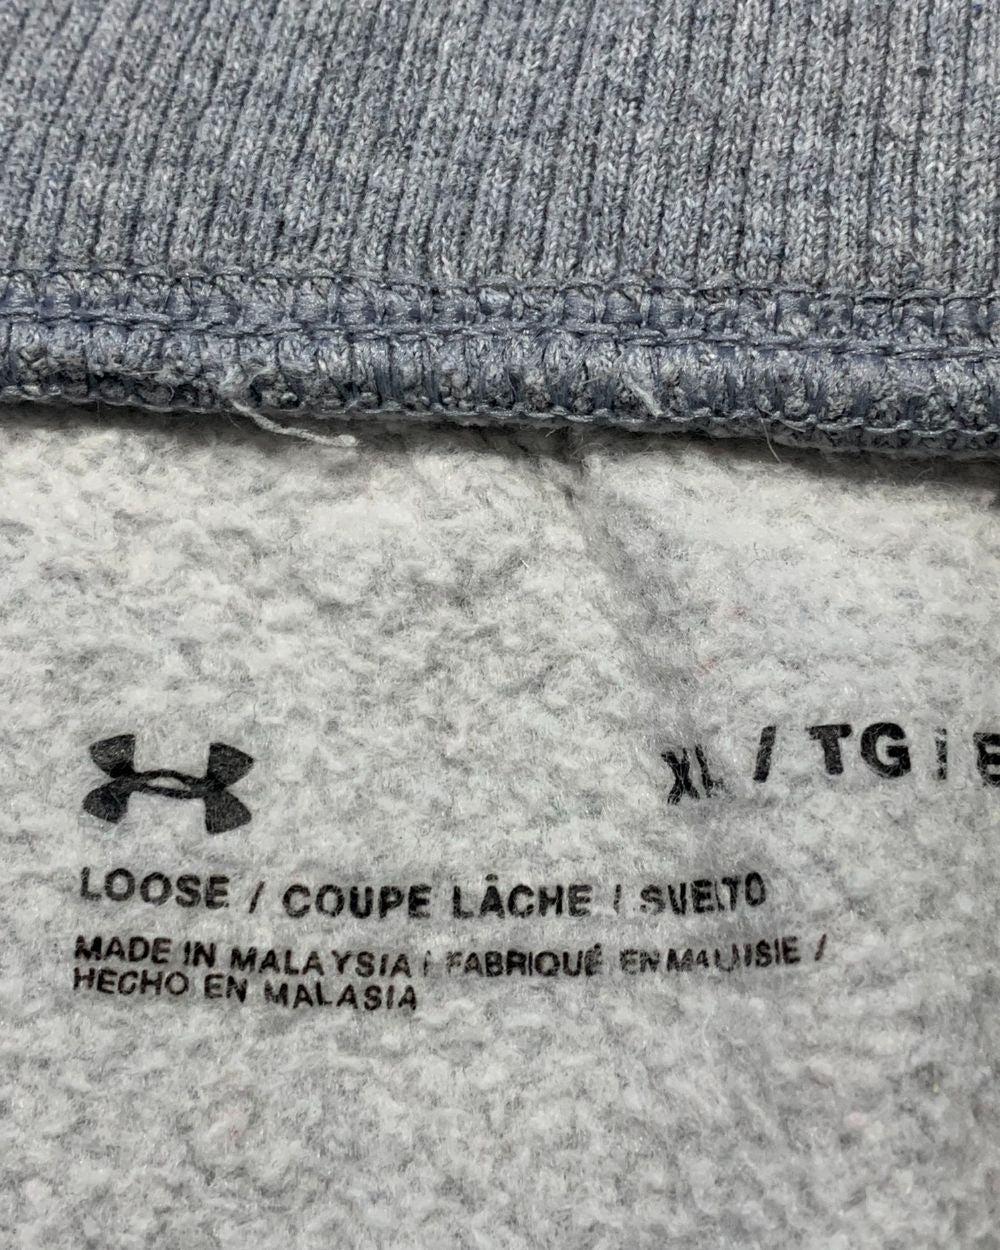 XL / TG / E
LOOSE / COUPE LÂCHE / SUELTO
MADE IN MALAYSIA / FABRIQUÉ EN MALAISIE /
HECHO EN MALASIA